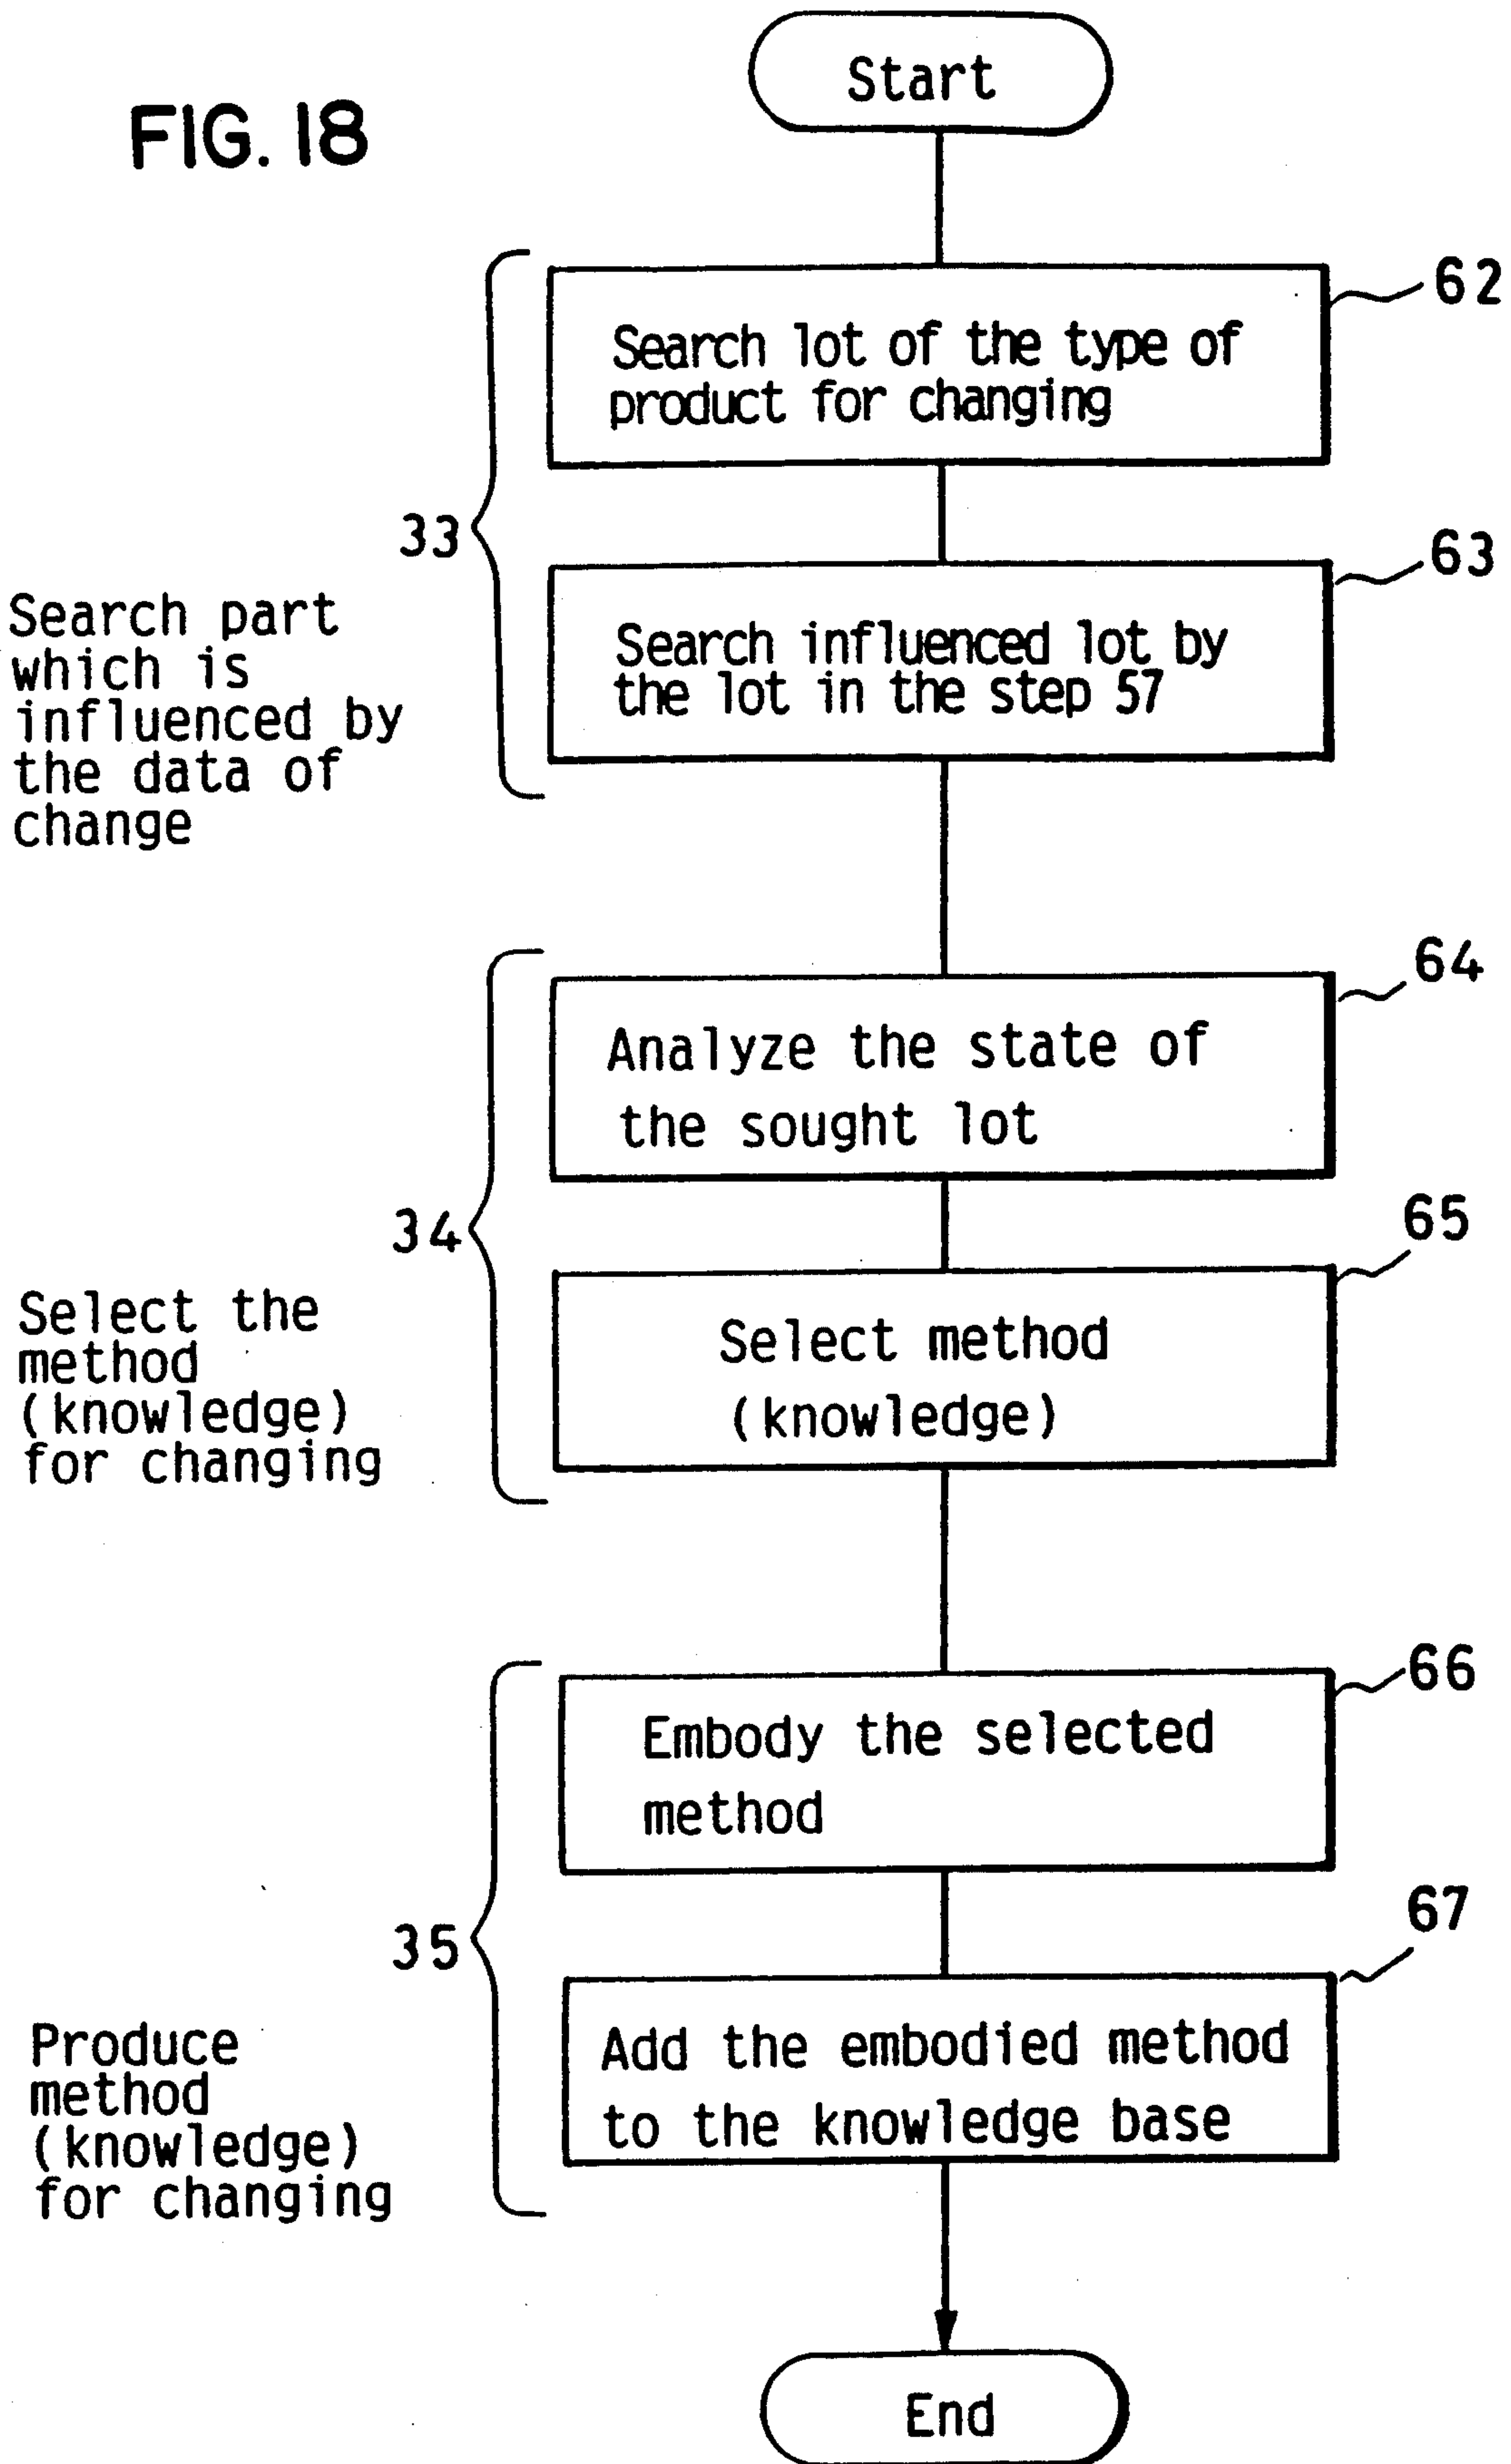 FIG. 18
Start
62
Search lot of the type of
product for changing
33
63
Search part
which is
influenced by
the data of
change
Search influenced lot by
the lot in the step 57
64
Analyze the state of
the sought lot
34
65
Select the
method
(knowledge)
for changing
Select method
(knowledge)
66
Embody the selected
method
35
67
Produce
method
(knowledge)
for changing
Add the embodied method
to the knowledge base
End